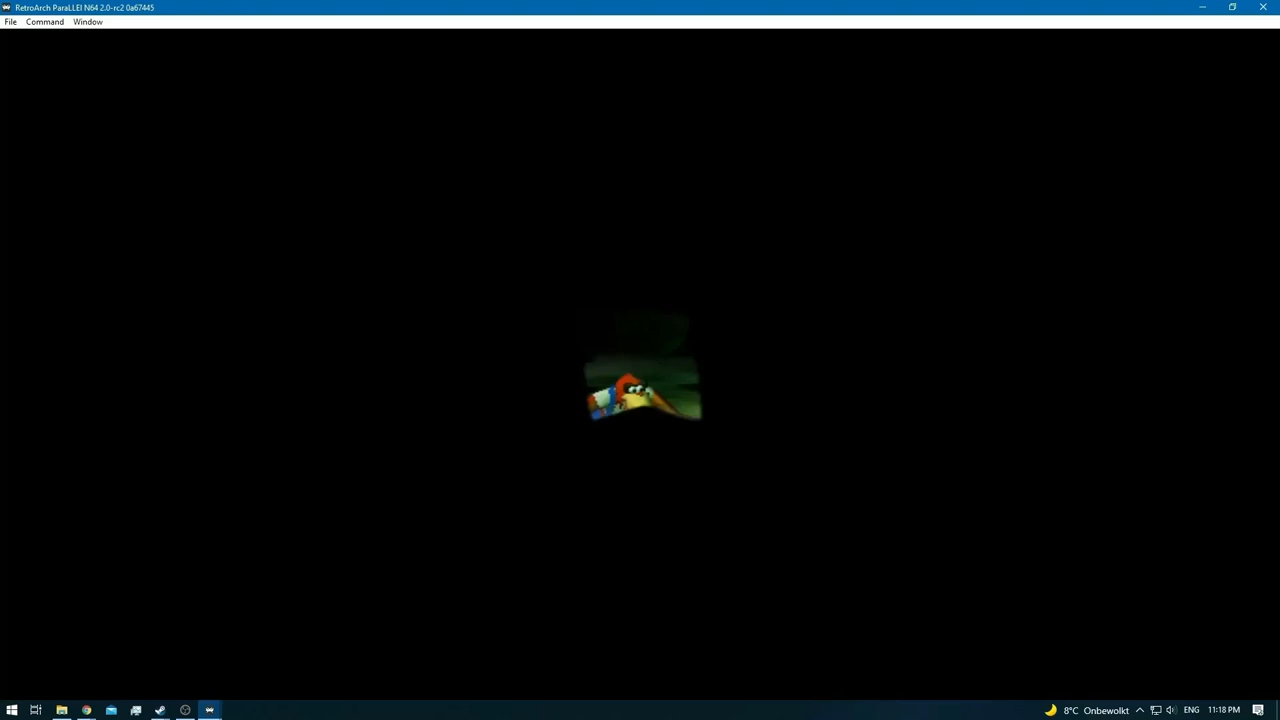 RetroArch ParaLLEl N64 2.0-rc2 0a67445
File Command Window
8°C Onbewolkt ENG 11:18 PM